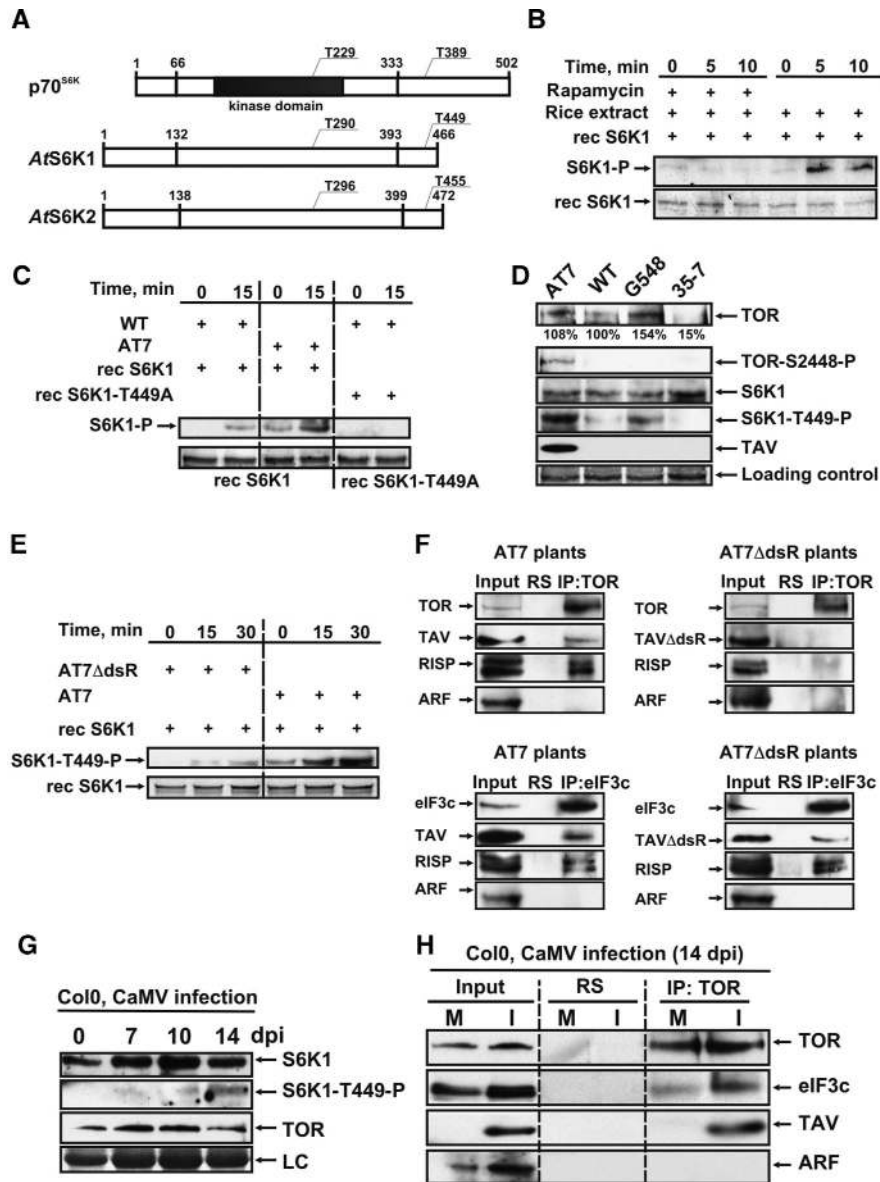 A
1 66 T229 333 T389 502
p70S6K
kinase domain
1 132 T290 393 T449 466
AtS6K1
1 138 T296 399 T455 472
AtS6K2
B
Time, min 0 5 10 0 5 10
Rapamycin + + +
Rice extract + + + + + +
rec S6K1 + + + + + +
S6K1-P
rec S6K1
C
Time, min 0 15 0 15 0 15
WT + + + +
AT7 + +
rec S6K1 + + + +
rec S6K1-T449A + +
S6K1-P
rec S6K1 rec S6K1-T449A
D
AT7 WT G548 35-7
TOR
108% 100% 154% 15%
TOR-S2448-P
S6K1
S6K1-T449-P
TAV
Loading control
E
Time, min 0 15 30 0 15 30
AT7ΔdsR + + +
AT7 + + +
rec S6K1 + + + + + +
S6K1-T449-P
rec S6K1
F
AT7 plants
Input RS IP:TOR
TOR
TAV
RISP
ARF
AT7ΔdsR plants
Input RS IP:TOR
TOR
TAVΔdsR
RISP
ARF
AT7 plants
Input RS IP:eIF3c
eIF3c
TAV
RISP
ARF
AT7ΔdsR plants
Input RS IP:eIF3c
eIF3c
TAVΔdsR
RISP
ARF
G
Col0, CaMV infection
0 7 10 14 dpi
S6K1
S6K1-T449-P
TOR
LC
H
Col0, CaMV infection (14 dpi)
Input RS IP: TOR
M I M I M I
TOR
eIF3c
TAV
ARF